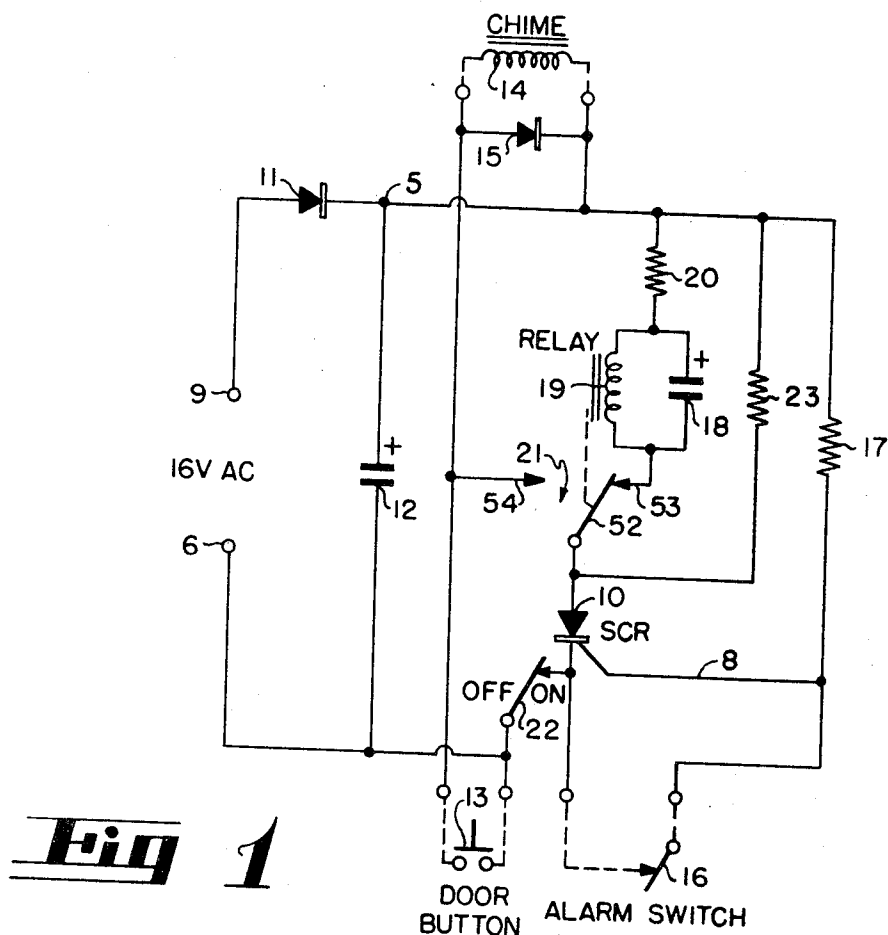 CHIME
14
15
11
5
20
RELAY
+
19
18
23
17
9
21
16V AC
+
12
54
53
52
6
10
SCR
8
OFF ON
22
13
16
DOOR
BUTTON
ALARM SWITCH
Fig 1